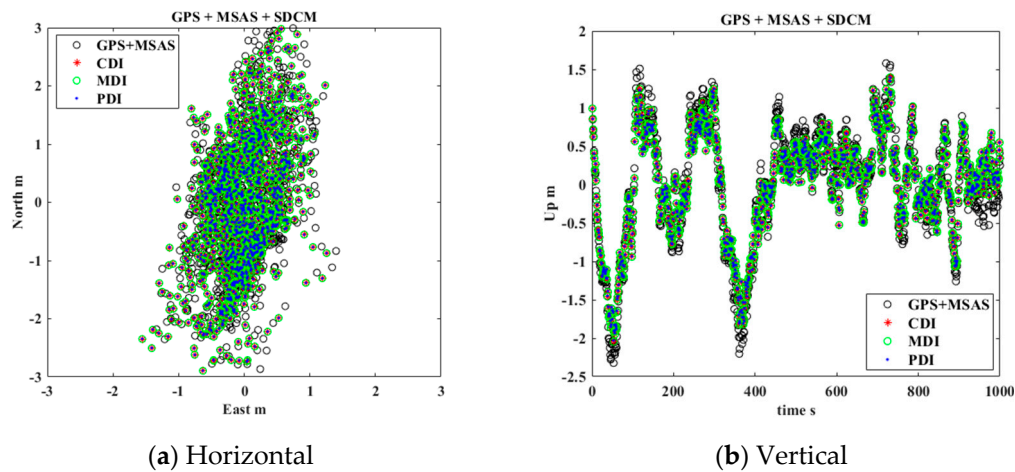 GPS + MSAS + SDCM
North m
3
2
1
0
-1
-2
-3
GPS+MSAS
CDI
MDI
PDI
-3 -2 -1 0 1 2 3
East m
(a) Horizontal
GPS + MSAS + SDCM
Up m
2
1.5
1
0.5
0
-0.5
-1
-1.5
-2
-2.5
GPS+MSAS
CDI
MDI
PDI
0 200 400 600 800 1000
time s
(b) Vertical